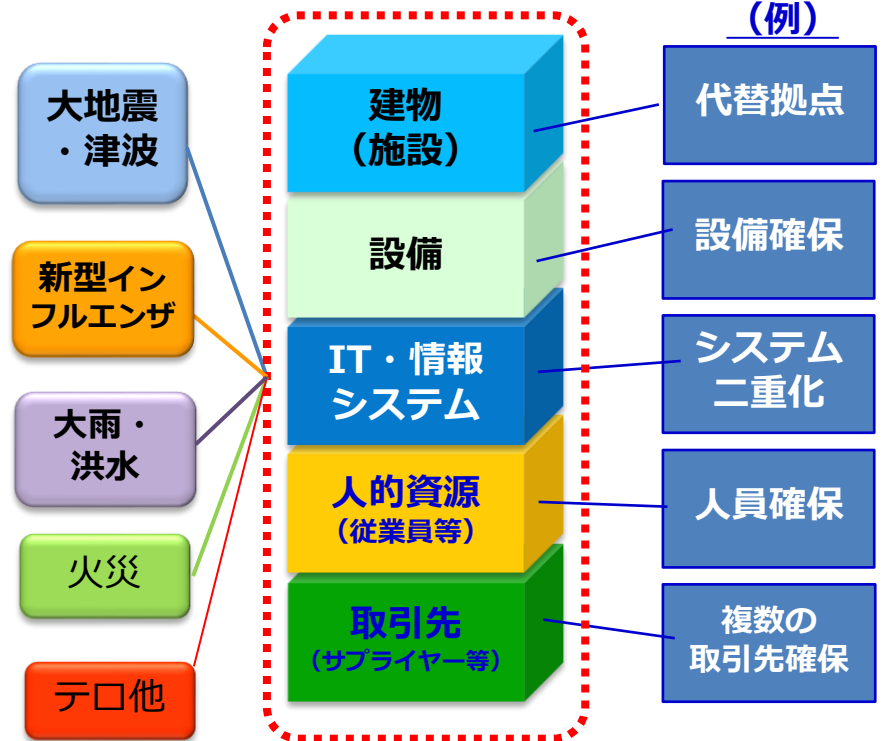 （例）
大地震
・津波
新型イン
フルエンザ
大雨・
洪水
火災
テロ他
建物
（施設）
設備
IT・情報
システム
人的資源
（従業員等）
取引先
（サプライヤー等）
代替拠点
設備確保
システム
二重化
人員確保
複数の
取引先確保